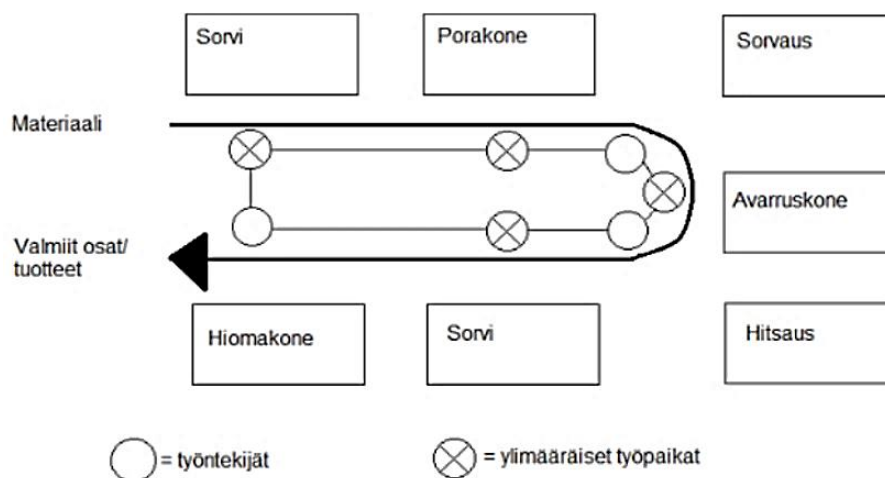 Sorvi
Porakone
Sorvaus
Materiaali
Avarruskone
Valmiit osat/
tuotteet
Hiomakone
Sorvi
Hitsaus
= työntekijät
= ylimääräiset työpaikat